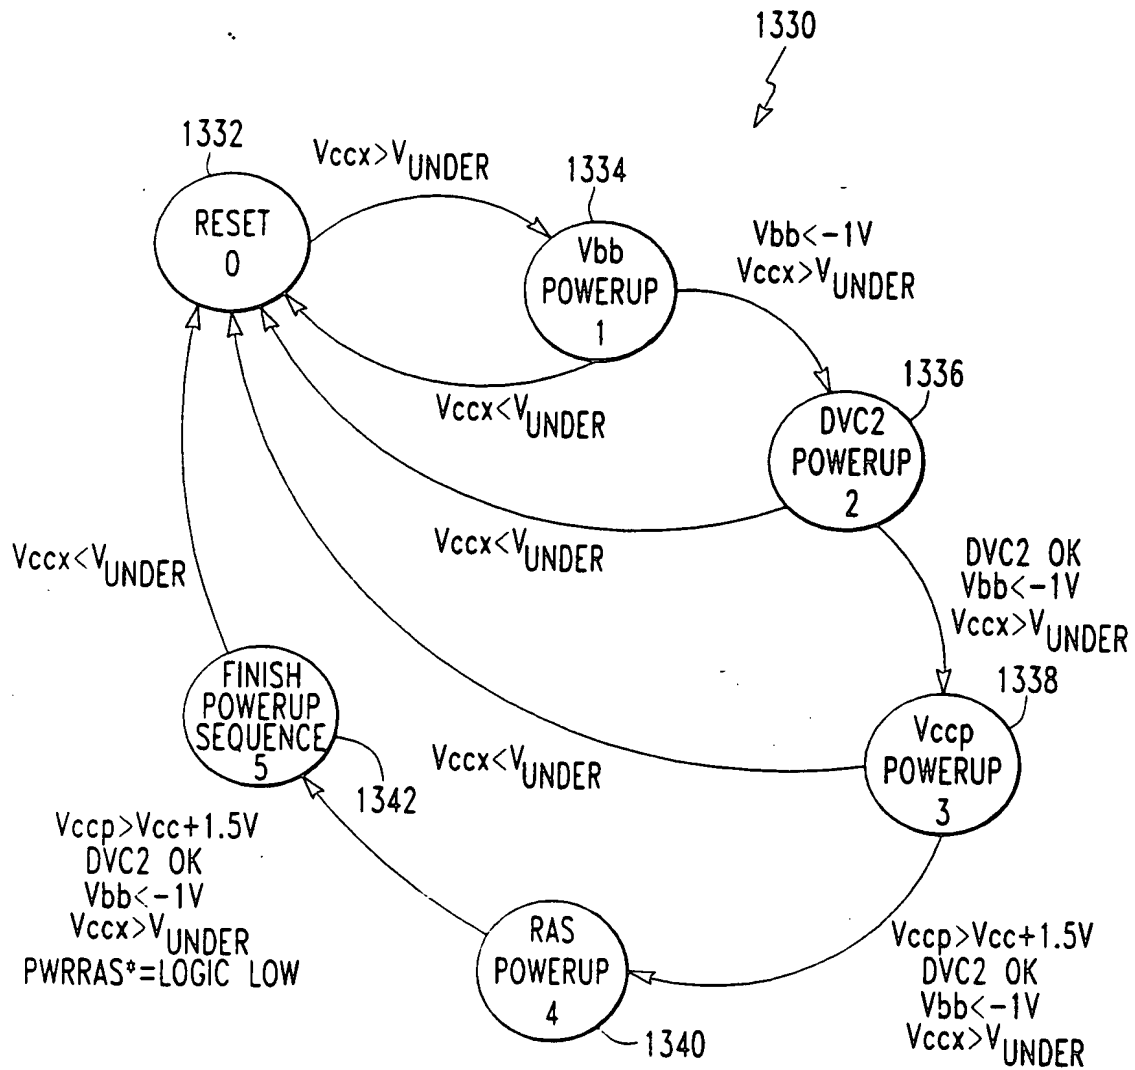 1330
1332
Vccx>VUNDER
1334
RESET
0
Vbb
POWERUP
1
Vbb<-1V
Vccx>VUNDER
Vccx<VUNDER
1336
DVC2
POWERUP
2
Vccx<VUNDER
Vccx<VUNDER
DVC2 OK
Vbb<-1V
Vccx>VUNDER
1338
FINISH
POWERUP
SEQUENCE
5
Vccx<VUNDER
Vccp
POWERUP
3
1342
Vccp>Vcc+1.5V
DVC2 OK
Vbb<-1V
Vccx>VUNDER
PWRRAS*=LOGIC LOW
RAS
POWERUP
4
1340
Vccp>Vcc+1.5V
DVC2 OK
Vbb<-1V
Vccx>VUNDER